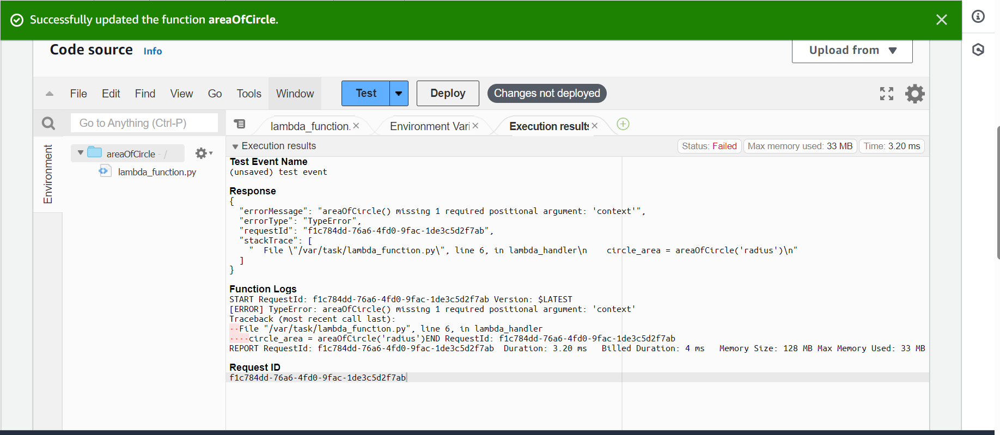 Successfully updated the function areaOfCircle.
Code source Info
Upload from
File Edit Find View Go Tools Window Test Deploy Changes not deployed
Go to Anything (Ctrl-P)
lambda_function. Environment Vari Execution results
Environment
areaOfCircle - /
lambda_function.py
Execution results Status: Failed Max memory used: 33 MB Time: 3.20 ms
Test Event Name
(unsaved) test event
Response
{
"errorMessage": "areaOfCircle() missing 1 required positional argument: 'context'",
"errorType": "TypeError",
"requestId": "f1c784dd-76a6-4fd0-9fac-1de3c5d2f7ab",
"stackTrace": [
"  File \"/var/task/lambda_function.py\", line 6, in lambda_handler\n    circle_area = areaOfCircle('radius')\n"
]
}
Function Logs
START RequestId: f1c784dd-76a6-4fd0-9fac-1de3c5d2f7ab Version: $LATEST
[ERROR] TypeError: areaOfCircle() missing 1 required positional argument: 'context'
Traceback (most recent call last):
··File "/var/task/lambda_function.py", line 6, in lambda_handler
····circle_area = areaOfCircle('radius')END RequestId: f1c784dd-76a6-4fd0-9fac-1de3c5d2f7ab
REPORT RequestId: f1c784dd-76a6-4fd0-9fac-1de3c5d2f7ab Duration: 3.20 ms Billed Duration: 4 ms Memory Size: 128 MB Max Memory Used: 33 MB
Request ID
f1c784dd-76a6-4fd0-9fac-1de3c5d2f7ab